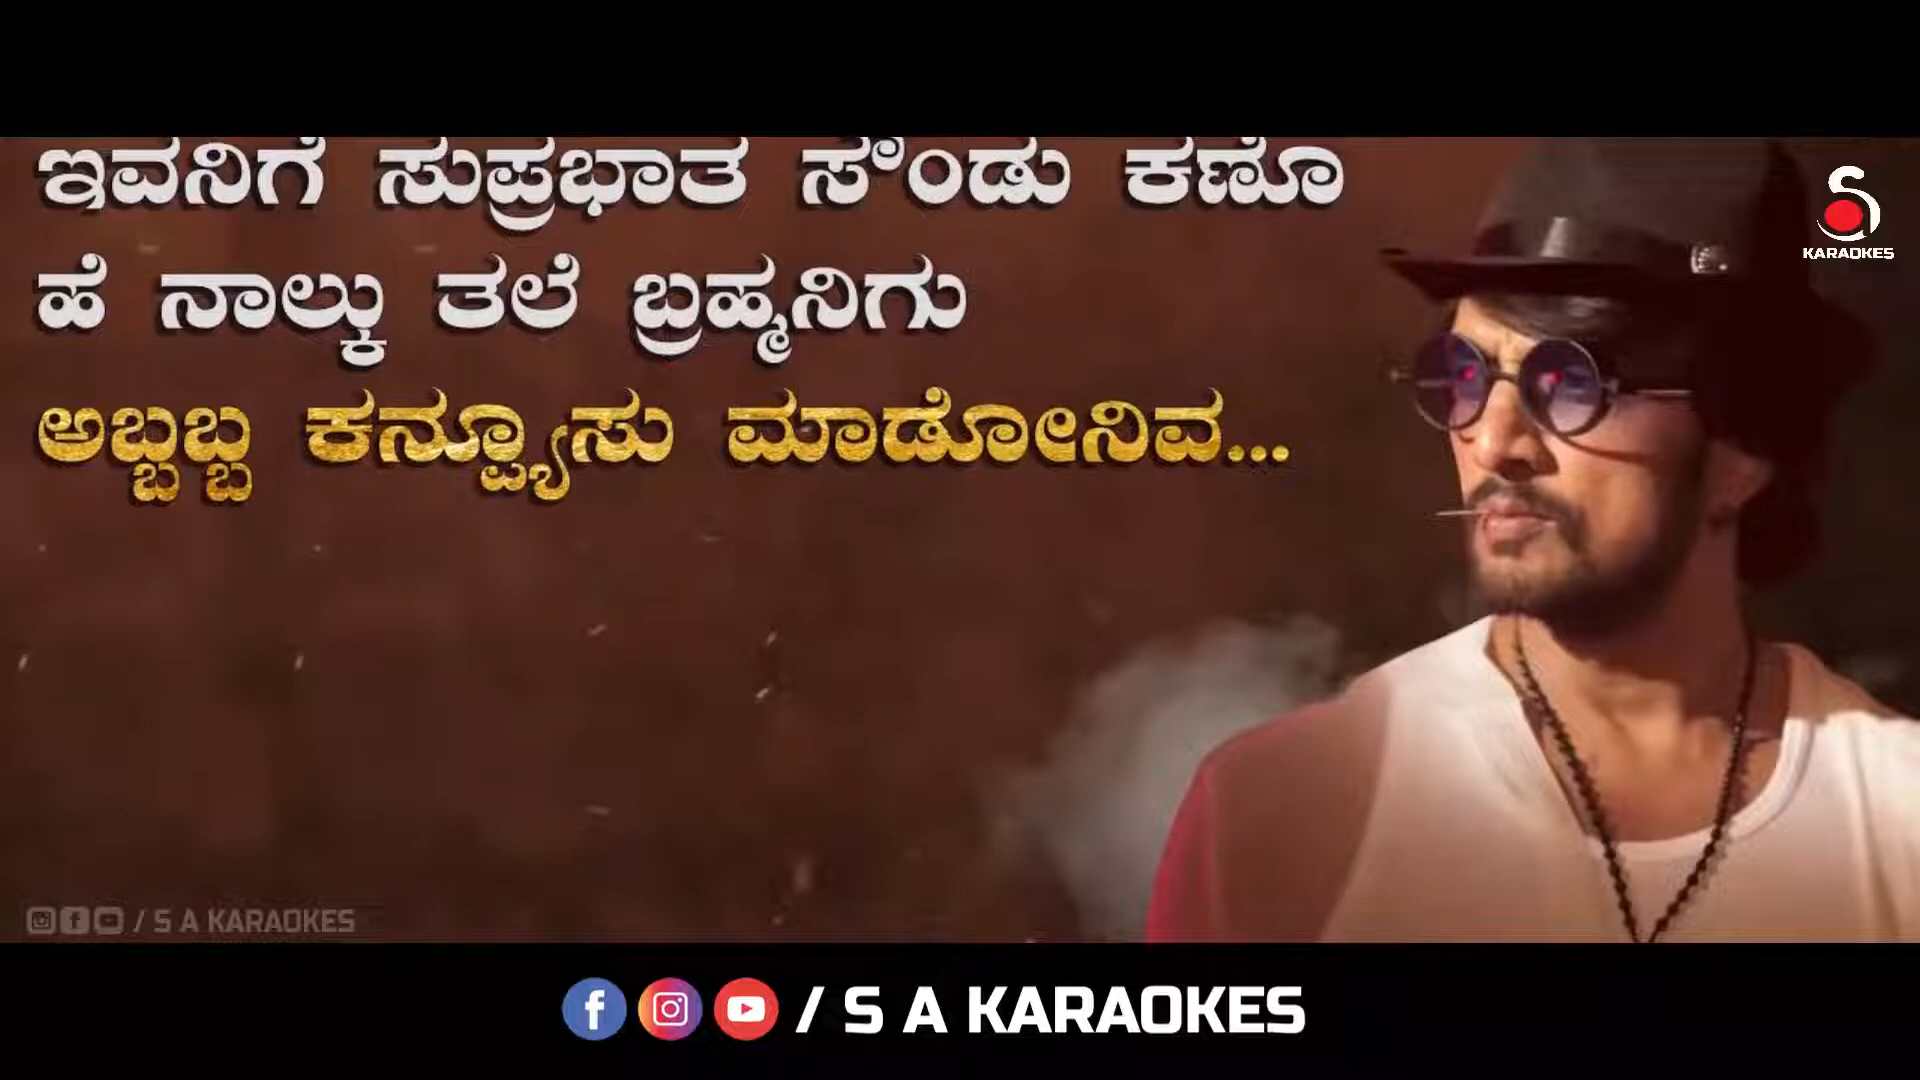 ಇವನಿಗೆ ಸುಪ್ರಭಾತ ಸೌಂಡು ಕಣೊ
ಹೆ ನಾಲ್ಕು ತಲೆ ಬ್ರಹ್ಮನಿಗು
ಅಬ್ಬಬ್ಬ ಕನ್ಪ್ಯೂಸು ಮಾಡೋನಿವ...
KARAOKES
/ S A KARAOKES
/ S A KARAOKES